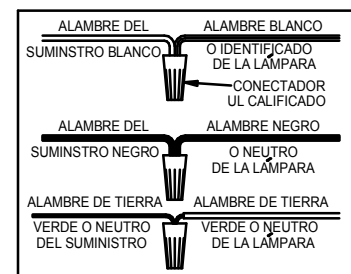 ALAMBRE DEL ALAMBRE BLANCO
SUMINSTRO BLANCO O IDENTIFICADO
DE LA LAMPARA
CONECTADOR
UL CALIFICADO
ALAMBRE DEL ALAMBRE NEGRO
SUMINSTRO NEGRO O NEUTRO
DE LA LAMPARA
ALAMBRE DE TIERRA ALAMBRE DE TIERRA
VERDE O NEUTRO VERDE O NEUTRO
DEL SUMINISTRO DE LA LAMPARA